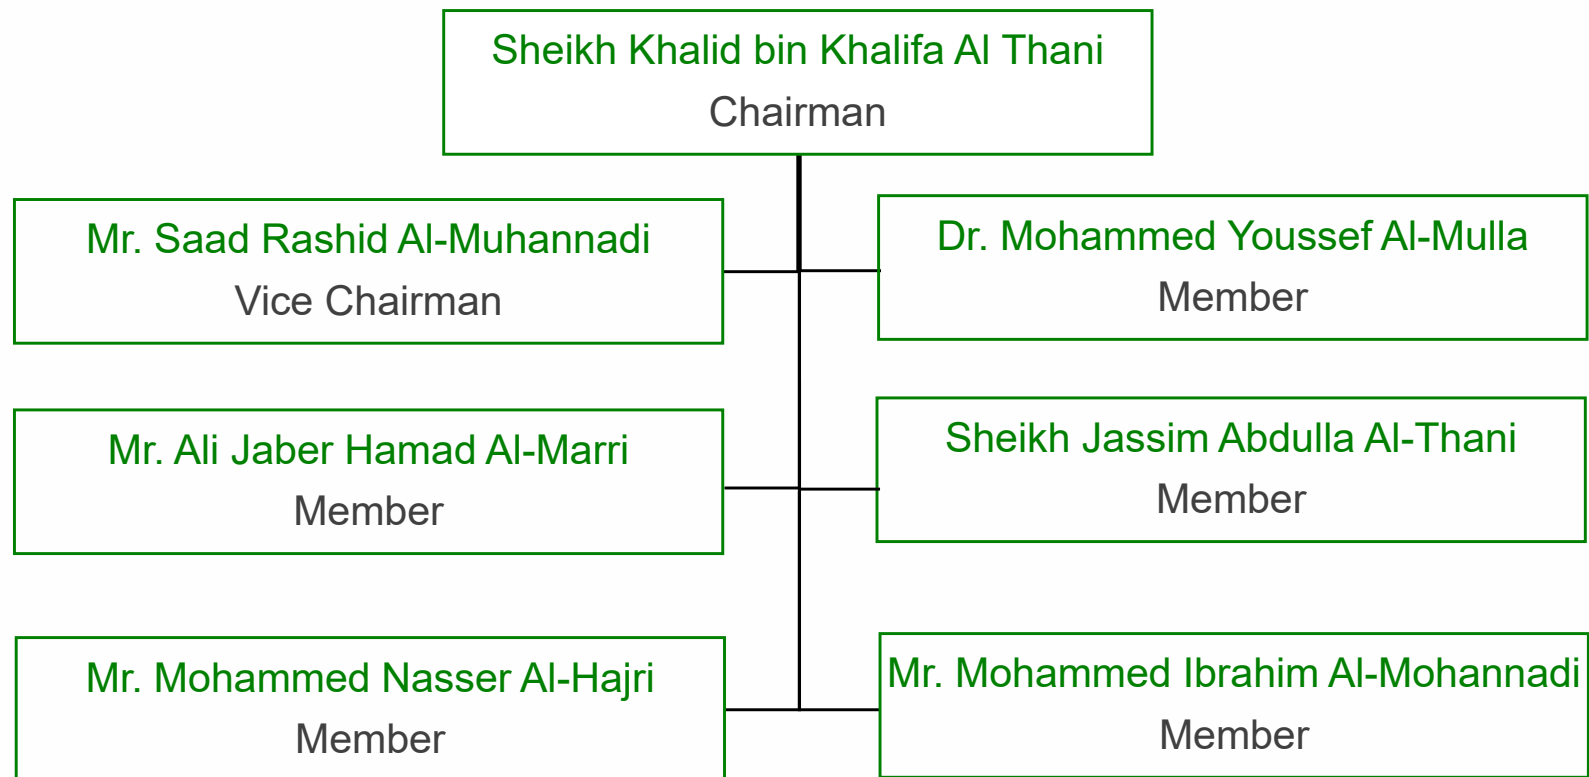 Sheikh Khalid bin Khalifa Al Thani
Chairman
Mr. Saad Rashid Al-Muhannadi
Vice Chairman
Dr. Mohammed Youssef Al-Mulla
Member
Mr. Ali Jaber Hamad Al-Marri
Member
Sheikh Jassim Abdulla Al-Thani
Member
Mr. Mohammed Nasser Al-Hajri
Member
Mr. Mohammed Ibrahim Al-Mohannadi
Member